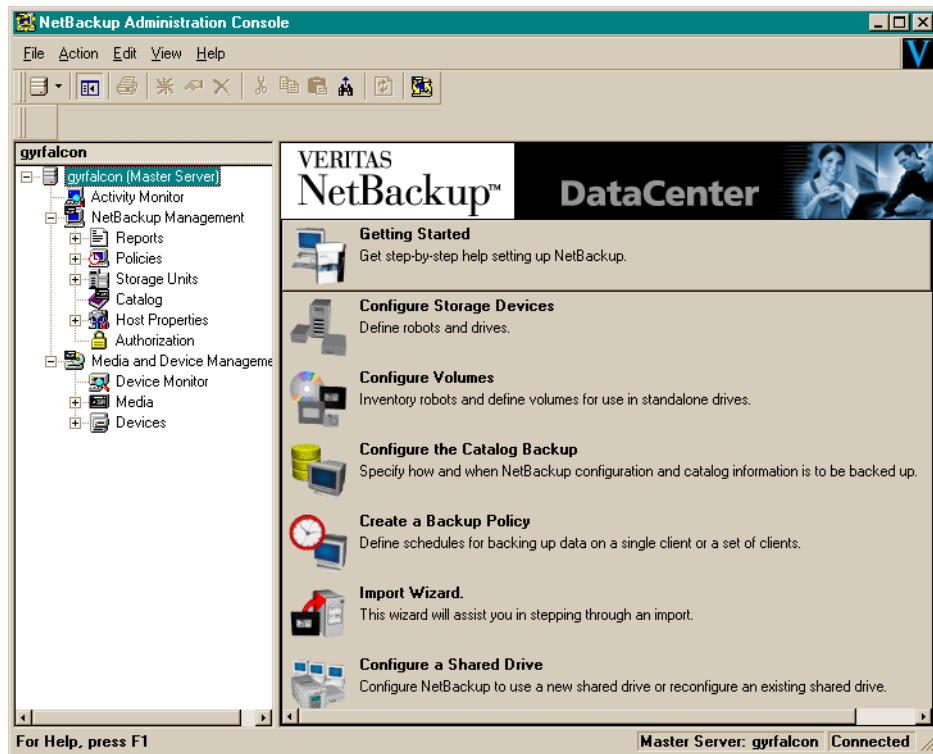 NetBackup Administration Console
File Action Edit View Help
V
gyrfalcon
gyrfalcon (Master Server)
Activity Monitor
NetBackup Management
Reports
Policies
Storage Units
Catalog
Host Properties
Authorization
Media and Device Manageme
Device Monitor
Media
Devices
VERITAS
NetBackup™
DataCenter
Getting Started
Get step-by-step help setting up NetBackup.
Configure Storage Devices
Define robots and drives.
Configure Volumes
Inventory robots and define volumes for use in standalone drives.
Configure the Catalog Backup
Specify how and when NetBackup configuration and catalog information is to be backed up.
Create a Backup Policy
Define schedules for backing up data on a single client or a set of clients.
Import Wizard.
This wizard will assist you in stepping through an import.
Configure a Shared Drive
Configure NetBackup to use a new shared drive or reconfigure an existing shared drive.
For Help, press F1
Master Server: gyrfalcon
Connected